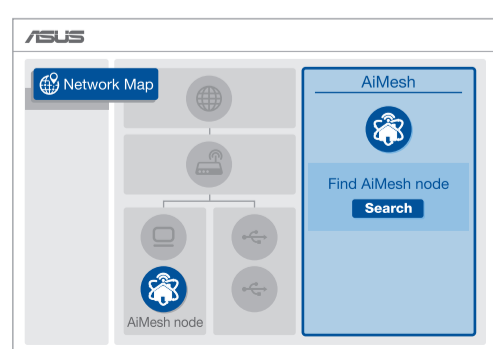 ASUS
Network Map
AiMesh
Find AiMesh node
Search
AiMesh node